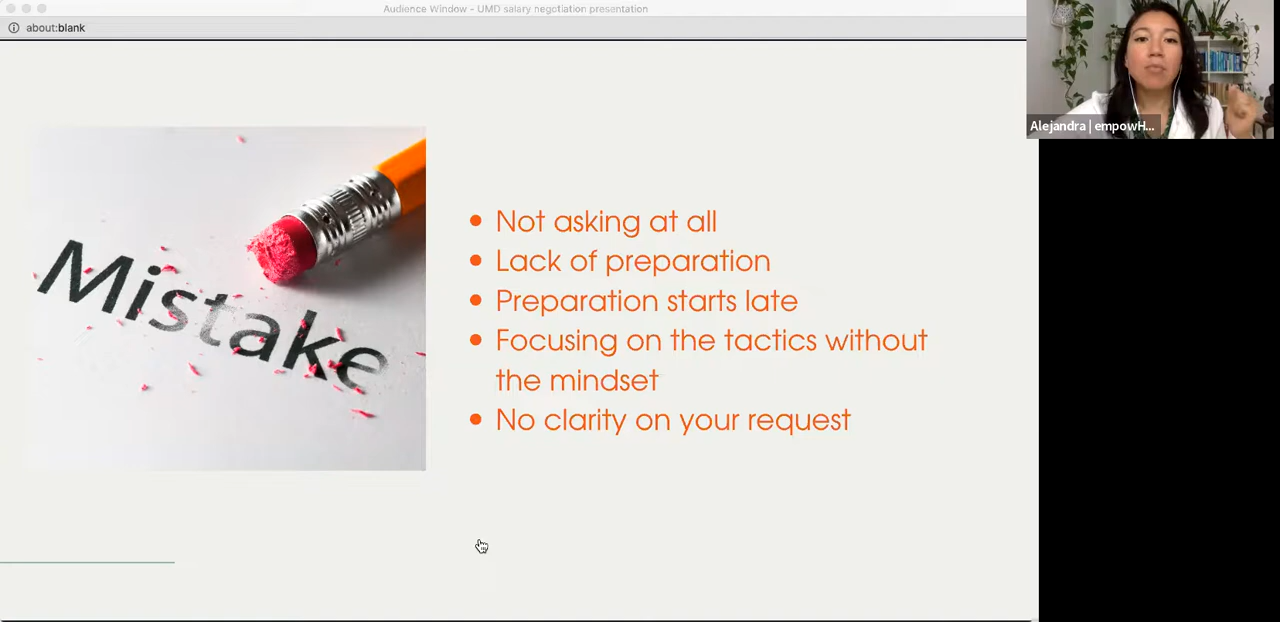 Audience Window - UMD salary negotiation presentation
about:blank
Alejandra | empowH...
Mistake
• Not asking at all
• Lack of preparation
• Preparation starts late
• Focusing on the tactics without
the mindset
• No clarity on your request